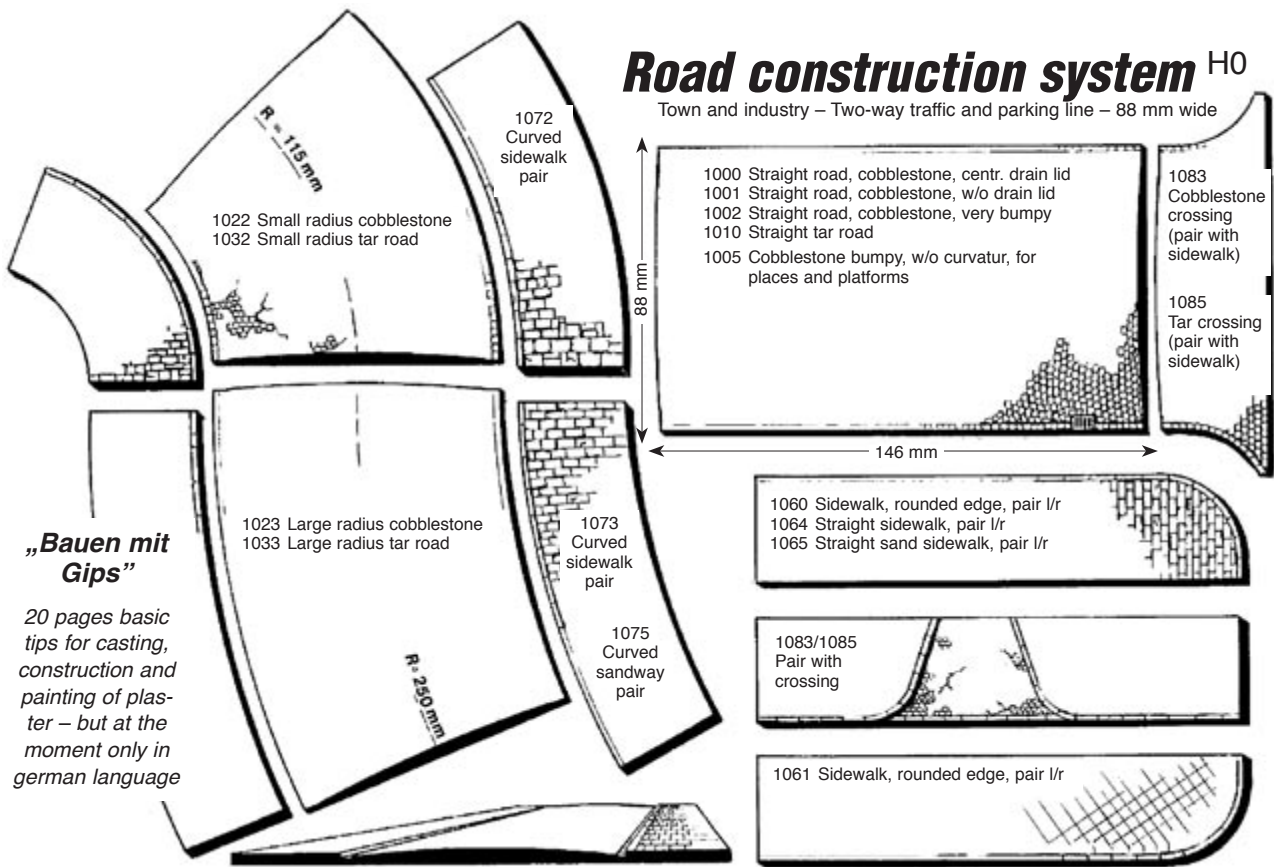 Road construction system H0
Town and industry – Two-way traffic and parking line – 88 mm wide
R = 115 mm
1022 Small radius cobblestone
1032 Small radius tar road
1072
Curved
sidewalk
pair
88 mm
1000 Straight road, cobblestone, centr. drain lid
1001 Straight road, cobblestone, w/o drain lid
1002 Straight road, cobblestone, very bumpy
1010 Straight tar road
1005 Cobblestone bumpy, w/o curvatur, for
places and platforms
146 mm
1083
Cobblestone
crossing
(pair with
sidewalk)
1085
Tar crossing
(pair with
sidewalk)
1023 Large radius cobblestone
1033 Large radius tar road
R= 250 mm
1073
Curved
sidewalk
pair
1075
Curved
sandway
pair
1060 Sidewalk, rounded edge, pair l/r
1064 Straight sidewalk, pair l/r
1065 Straight sand sidewalk, pair l/r
1083/1085
Pair with
crossing
1061 Sidewalk, rounded edge, pair l/r
„Bauen mit
Gips”
20 pages basic
tips for casting,
construction and
painting of plas-
ter – but at the
moment only in
german language